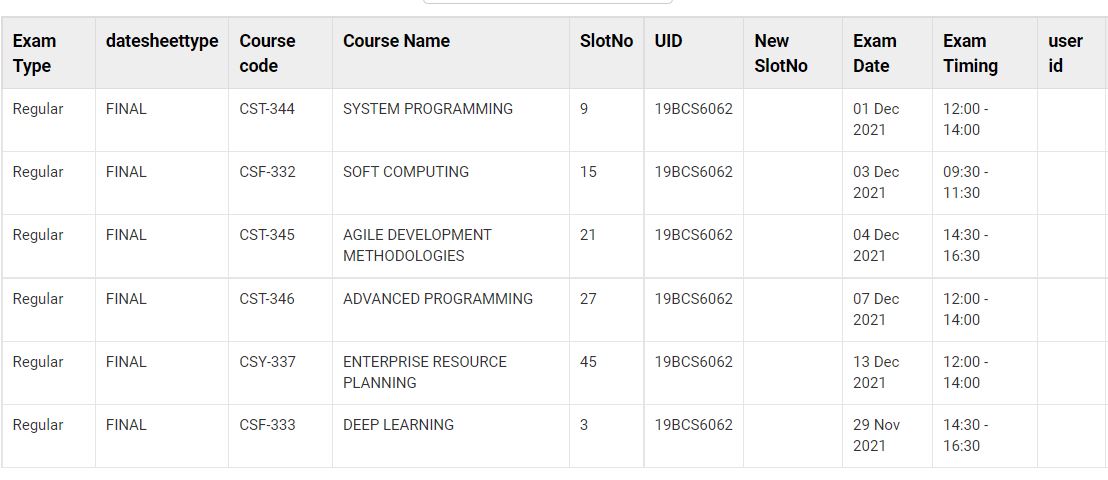 Exam Type datesheettype Course code Course Name SlotNo UID New SlotNo Exam Date Exam Timing user id
Regular FINAL CST-344 SYSTEM PROGRAMMING 9 19BCS6062 01 Dec 2021 12:00 - 14:00
Regular FINAL CSF-332 SOFT COMPUTING 15 19BCS6062 03 Dec 2021 09:30 - 11:30
Regular FINAL CST-345 AGILE DEVELOPMENT METHODOLOGIES 21 19BCS6062 04 Dec 2021 14:30 - 16:30
Regular FINAL CST-346 ADVANCED PROGRAMMING 27 19BCS6062 07 Dec 2021 12:00 - 14:00
Regular FINAL CSY-337 ENTERPRISE RESOURCE PLANNING 45 19BCS6062 13 Dec 2021 12:00 - 14:00
Regular FINAL CSF-333 DEEP LEARNING 3 19BCS6062 29 Nov 2021 14:30 - 16:30